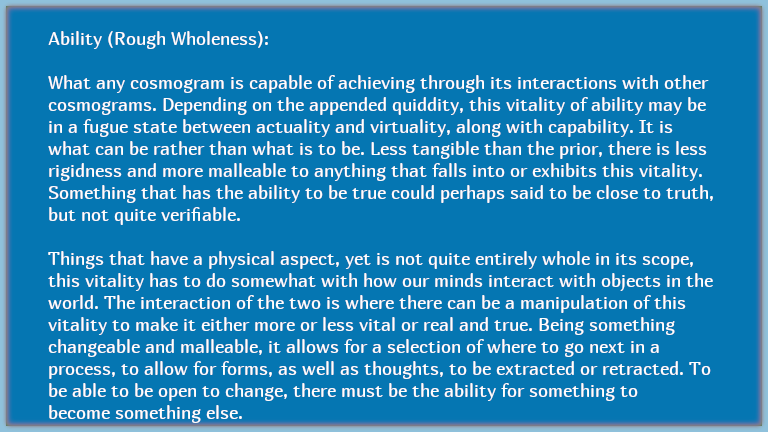 Ability (Rough Wholeness):
What any cosmogram is capable of achieving through its interactions with other
cosmograms. Depending on the appended quiddity, this vitality of ability may be
in a fugue state between actuality and virtuality, along with capability. It is
what can be rather than what is to be. Less tangible than the prior, there is less
rigidness and more malleable to anything that falls into or exhibits this vitality.
Something that has the ability to be true could perhaps said to be close to truth,
but not quite verifiable.
Things that have a physical aspect, yet is not quite entirely whole in its scope,
this vitality has to do somewhat with how our minds interact with objects in the
world. The interaction of the two is where there can be a manipulation of this
vitality to make it either more or less vital or real and true. Being something
changeable and malleable, it allows for a selection of where to go next in a
process, to allow for forms, as well as thoughts, to be extracted or retracted. To
be able to be open to change, there must be the ability for something to
become something else.